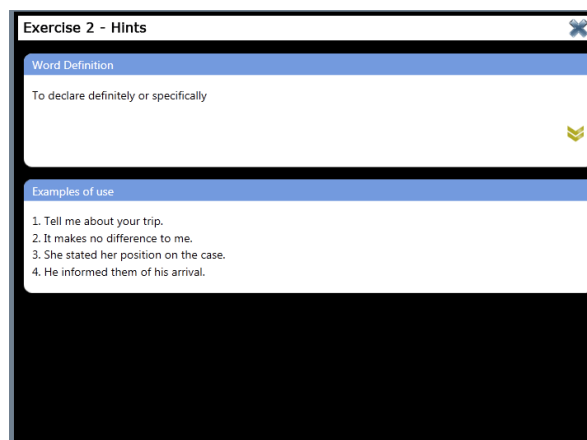 Exercise 2 - Hints
Word Definition
To declare definitely or specifically
Examples of use
1. Tell me about your trip.
2. It makes no difference to me.
3. She stated her position on the case.
4. He informed them of his arrival.